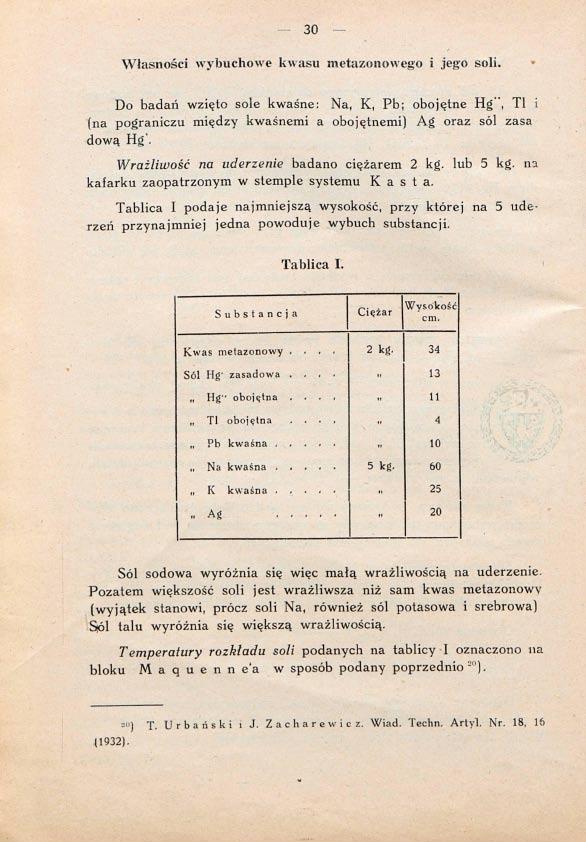 — 30 —
Własności wybuchowe kwasu metazonowego i jego soli.
Do badań wzięto sole kwaśne: Na, K, Pb; obojętne Hg¨, Tl i
(na pograniczu między kwaśnemi a obojętnemi) Ag oraz sól zasa
dową Hg˙.
Wrażliwość na uderzenie badano ciężarem 2 kg. lub 5 kg. na
kafarku zaopatrzonym w stemple systemu K a s t a.
Tablica I podaje najmniejszą wysokość, przy której na 5 ude-
rzeń przynajmniej jedna powoduje wybuch substancji.
Tablica I.
Substancja Ciężar Wysokość
cm.
Kwas metazonowy . . . . 2 kg. 34
Sól Hg˙ zasadowa . . . . „ 13
„ Hg¨ obojętna . . . . „ 11
„ Tl obojętna . . . . „ 4
„ Pb kwaśna . . . . . „ 10
„ Na kwaśna . . . . . 5 kg. 60
„ K kwaśna . . . . . „ 25
„ Ag . . . . . „ 20
Sól sodowa wyróżnia się więc małą wrażliwością na uderzenie.
Pozatem większość soli jest wrażliwsza niż sam kwas metazonowy
(wyjątek stanowi, prócz soli Na, również sól potasowa i srebrowa)
Sól talu wyróżnia się większą wrażliwością.
Temperatury rozkładu soli podanych na tablicy I oznaczono na
bloku M a q u e n n e'a w sposób podany poprzednio ²⁰).
²⁰) T. Urbański i J. Zacharewicz. Wiad. Techn. Artyl. Nr. 18, 16
(1932).